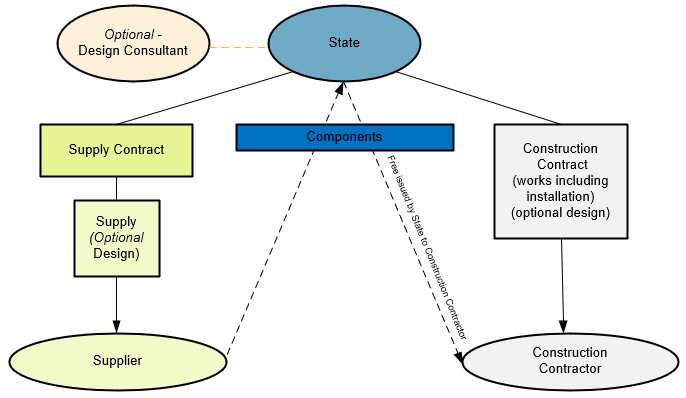 Optional -
Design Consultant
State
Supply Contract
Components
Construction
Contract
(works including
installation)
(optional design)
Supply
(Optional
Design)
Free issued by State to Construction Contractor
Supplier
Construction
Contractor